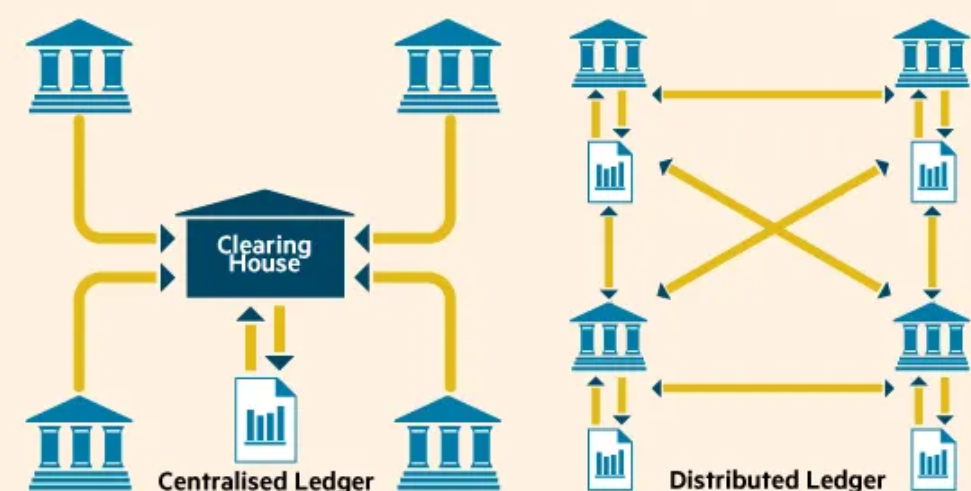 Clearing
House
Centralised Ledger
Distributed Ledger